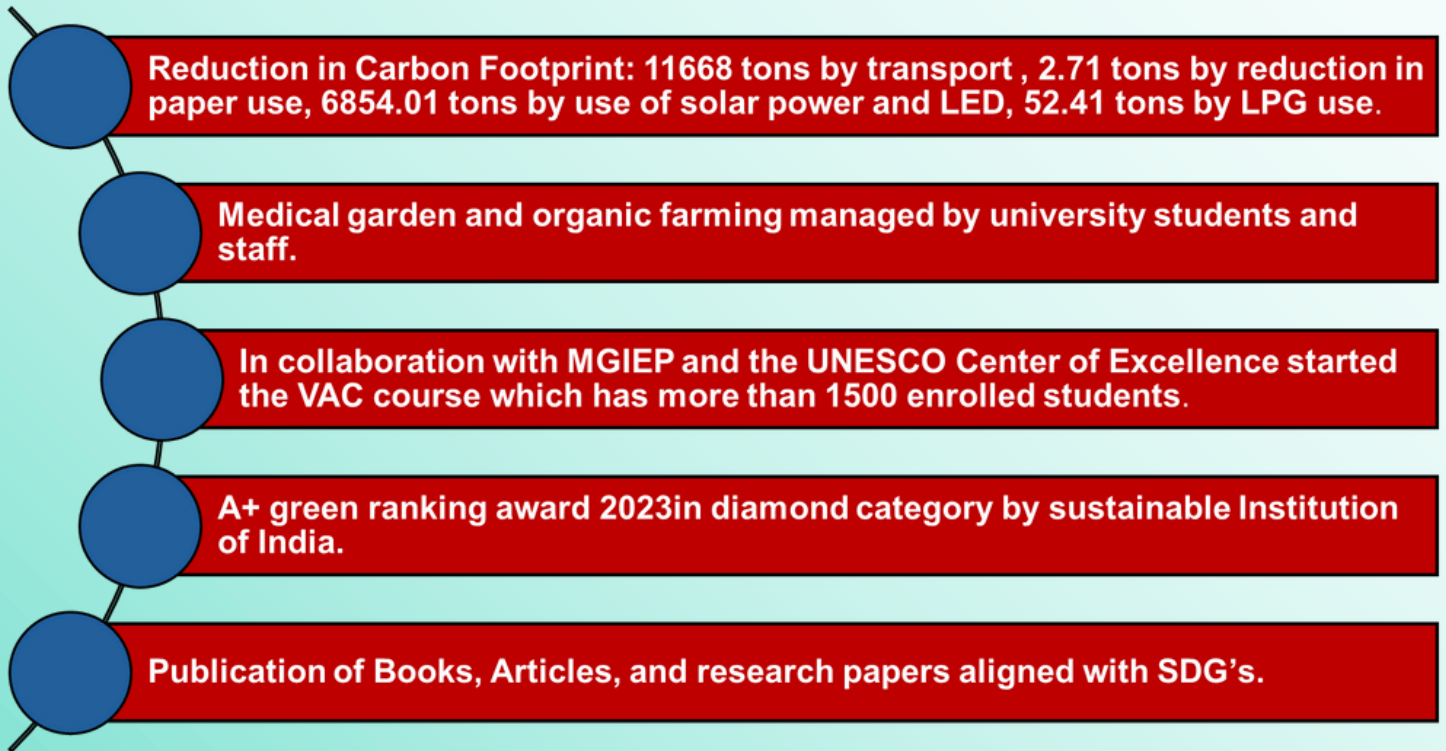 Reduction in Carbon Footprint: 11668 tons by transport , 2.71 tons by reduction in
paper use, 6854.01 tons by use of solar power and LED, 52.41 tons by LPG use.
Medical garden and organic farming managed by university students and
staff.
In collaboration with MGIEP and the UNESCO Center of Excellence started
the VAC course which has more than 1500 enrolled students.
A+ green ranking award 2023in diamond category by sustainable Institution
of India.
Publication of Books, Articles, and research papers aligned with SDG’s.